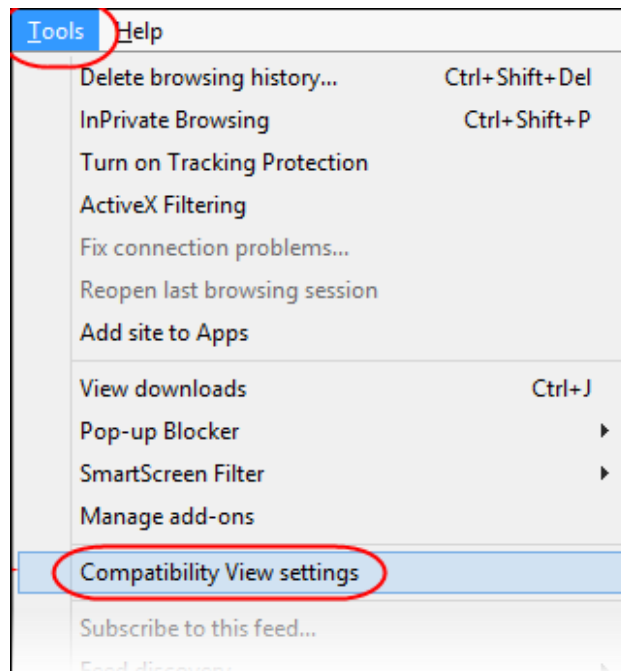 Tools Help
Delete browsing history... Ctrl+Shift+Del
InPrivate Browsing Ctrl+Shift+P
Turn on Tracking Protection
ActiveX Filtering
Fix connection problems...
Reopen last browsing session
Add site to Apps
View downloads Ctrl+J
Pop-up Blocker
SmartScreen Filter
Manage add-ons
Compatibility View settings
Subscribe to this feed...
Feed discovery